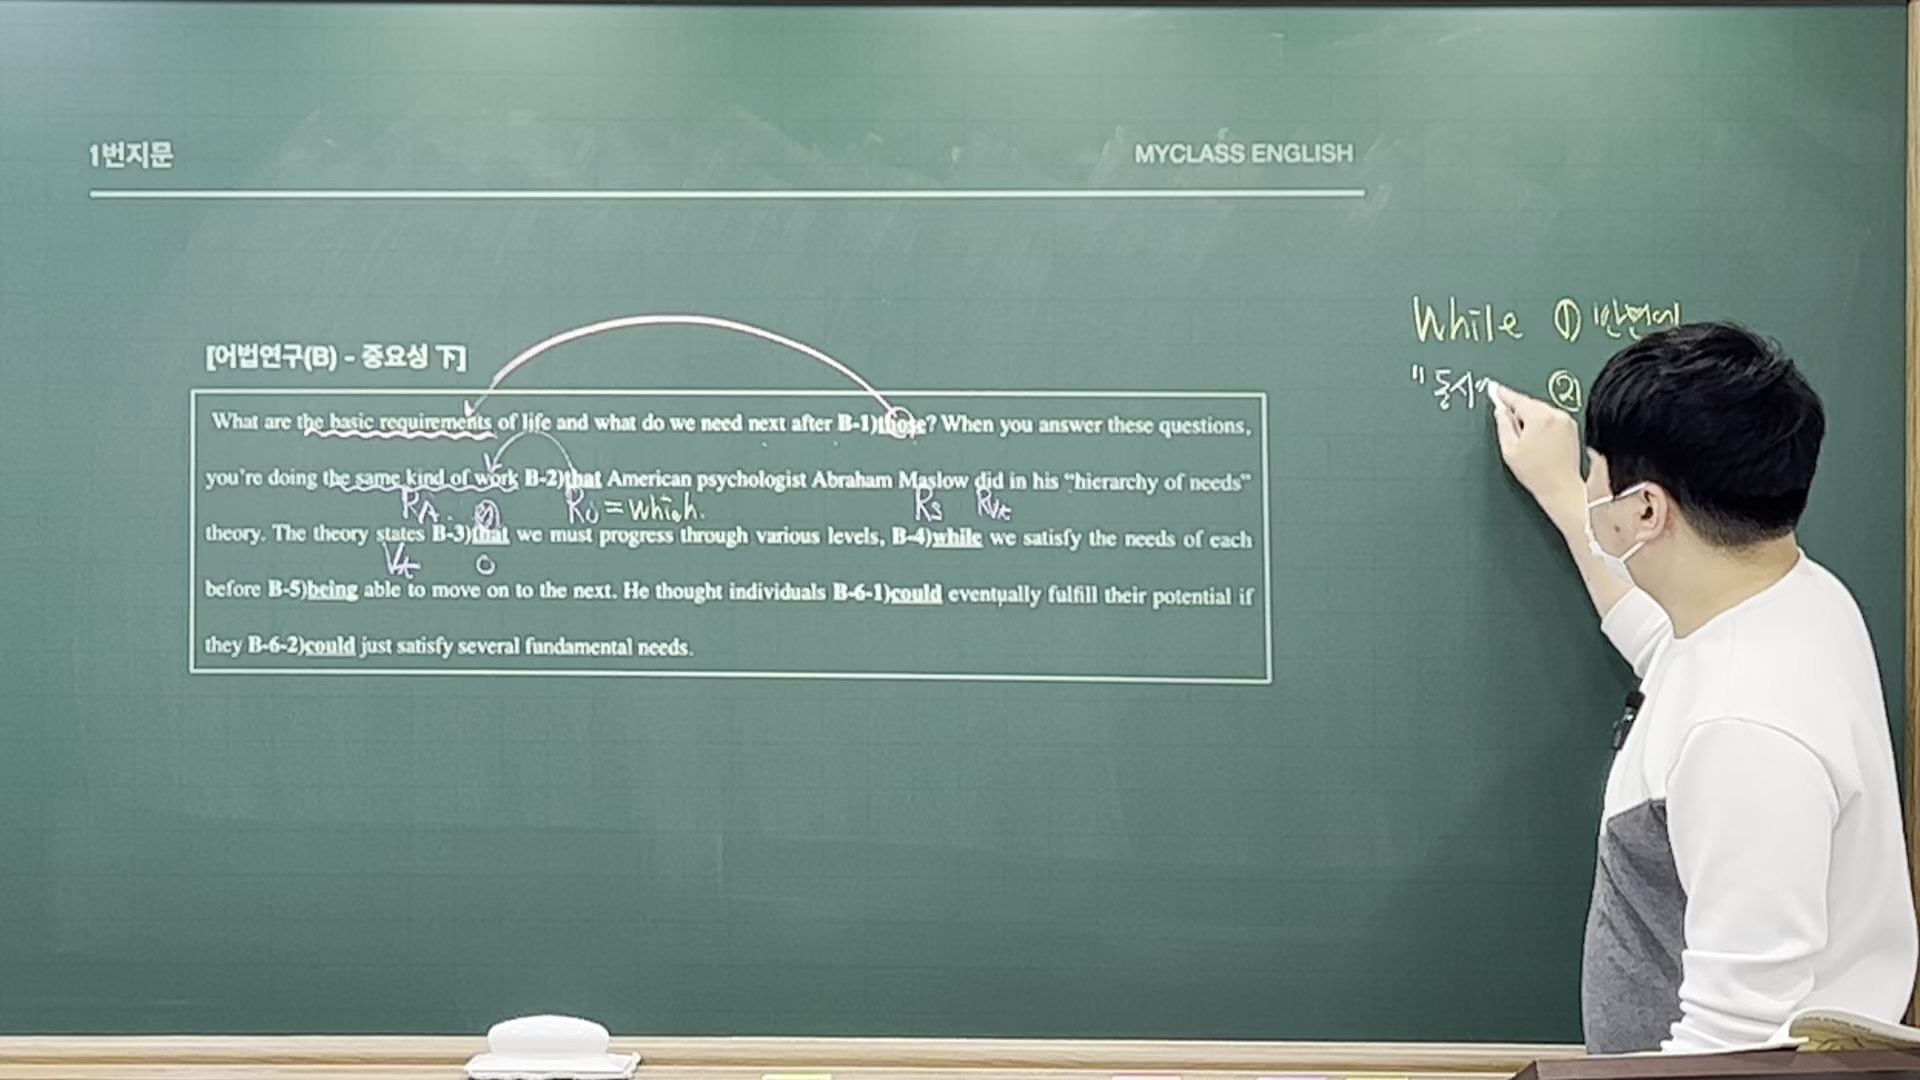 1번지문
MYCLASS ENGLISH
[어법연구(B) - 중요성 下]
What are the basic requirements of life and what do we need next after B-1)those? When you answer these questions,
you're doing the same kind of work B-2)that American psychologist Abraham Maslow did in his "hierarchy of needs"
RA. RO = Which. RS RVt
theory. The theory states B-3)that we must progress through various levels, B-4)while we satisfy the needs of each
Vt O
before B-5)being able to move on to the next. He thought individuals B-6-1)could eventually fulfill their potential if
they B-6-2)could just satisfy several fundamental needs.
While ① 반면에
" 동시에 ②